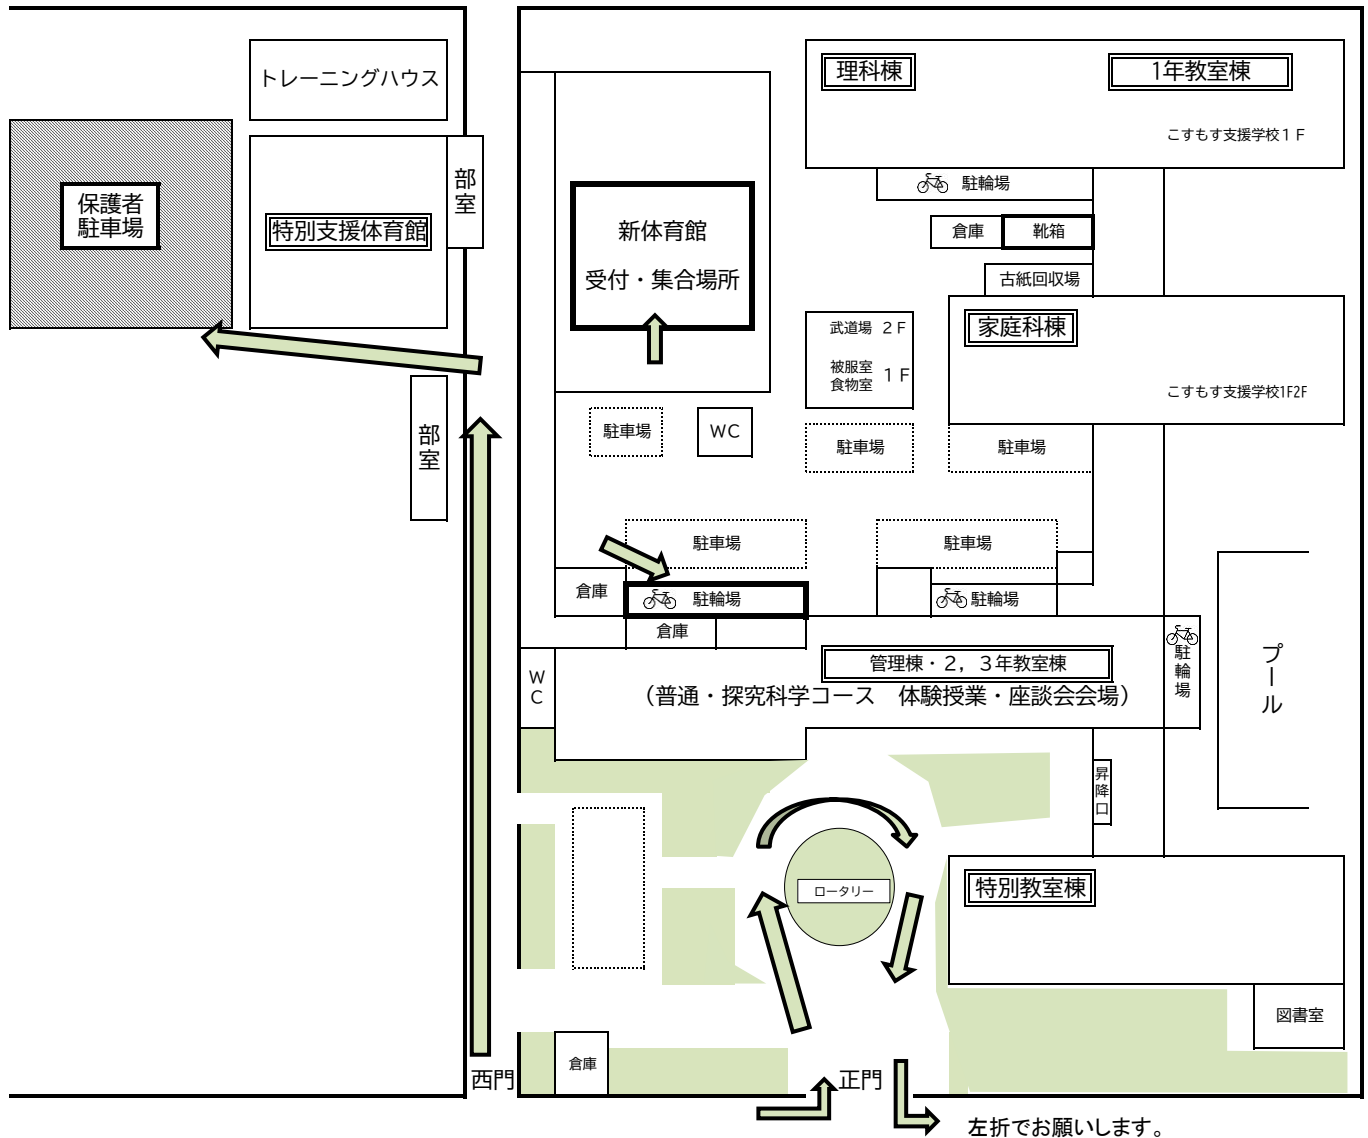 トレーニングハウス
理科棟
1年教室棟
こすもす支援学校１Ｆ
部室
保護者
駐車場
特別支援体育館
駐輪場
倉庫
靴箱
新体育館
受付・集合場所
古紙回収場
武道場 ２Ｆ
被服室
食物室
１Ｆ
家庭科棟
こすもす支援学校1F2F
部室
駐車場
ＷＣ
駐車場
駐車場
駐車場
駐車場
倉庫
駐輪場
駐輪場
倉庫
駐輪場
プール
管理棟・２，３年教室棟
ＷＣ
（普通・探究科学コース　体験授業・座談会会場）
昇降口
ロータリー
特別教室棟
図書室
倉庫
西門
正門
左折でお願いします。